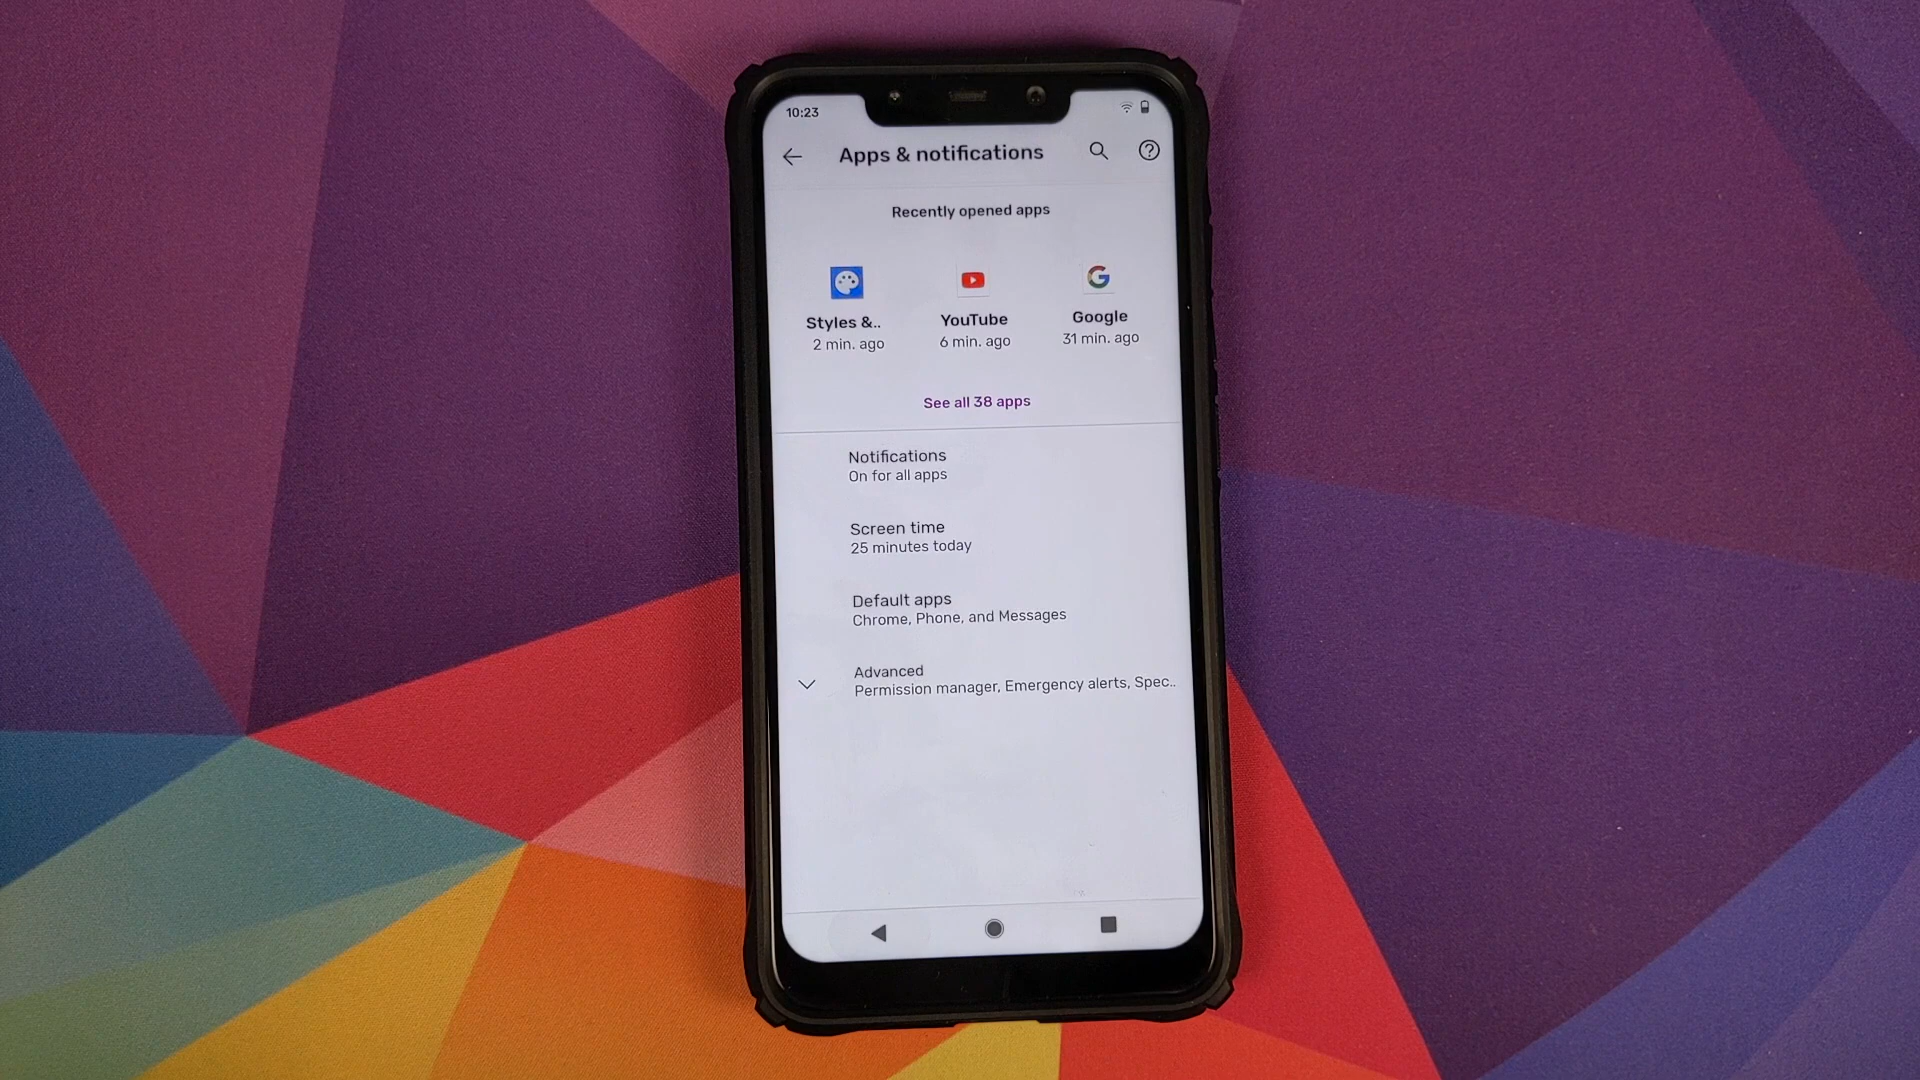 10:23
Apps & notifications
Recently opened apps
Styles &..
2 min. ago
YouTube
6 min. ago
Google
31 min. ago
See all 38 apps
Notifications
On for all apps
Screen time
25 minutes today
Default apps
Chrome, Phone, and Messages
Advanced
Permission manager, Emergency alerts, Spec..